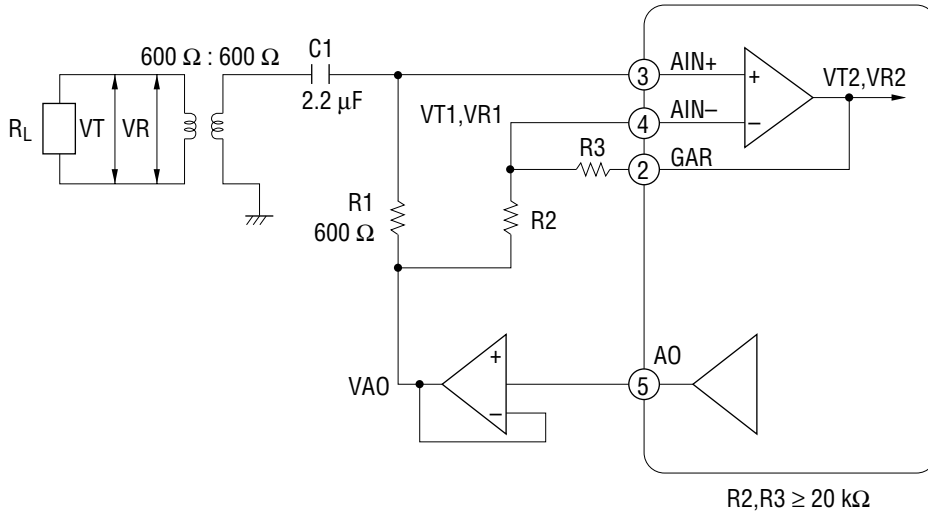 600 Ω : 600 Ω
C1
2.2 μF
RL
VT
VR
VT1,VR1
R1
600 Ω
R2
R3
3
AIN+
4
AIN–
2
GAR
+
–
VT2,VR2
VAO
+
–
5
AO
R2,R3 ≥ 20 kΩ